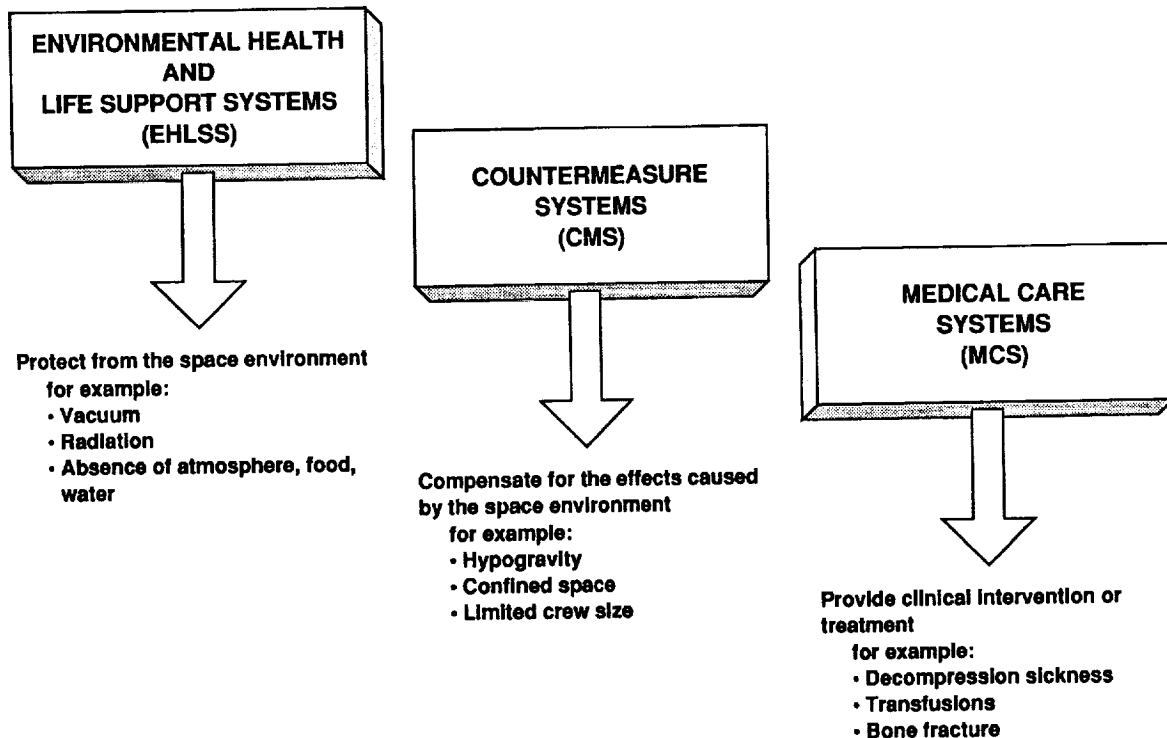 ENVIRONMENTAL HEALTH
AND
LIFE SUPPORT SYSTEMS
(EHLSS)
Protect from the space environment
for example:
• Vacuum
• Radiation
• Absence of atmosphere, food,
water
COUNTERMEASURE
SYSTEMS
(CMS)
Compensate for the effects caused
by the space environment
for example:
• Hypogravity
• Confined space
• Limited crew size
MEDICAL CARE
SYSTEMS
(MCS)
Provide clinical intervention or
treatment
for example:
• Decompression sickness
• Transfusions
• Bone fracture